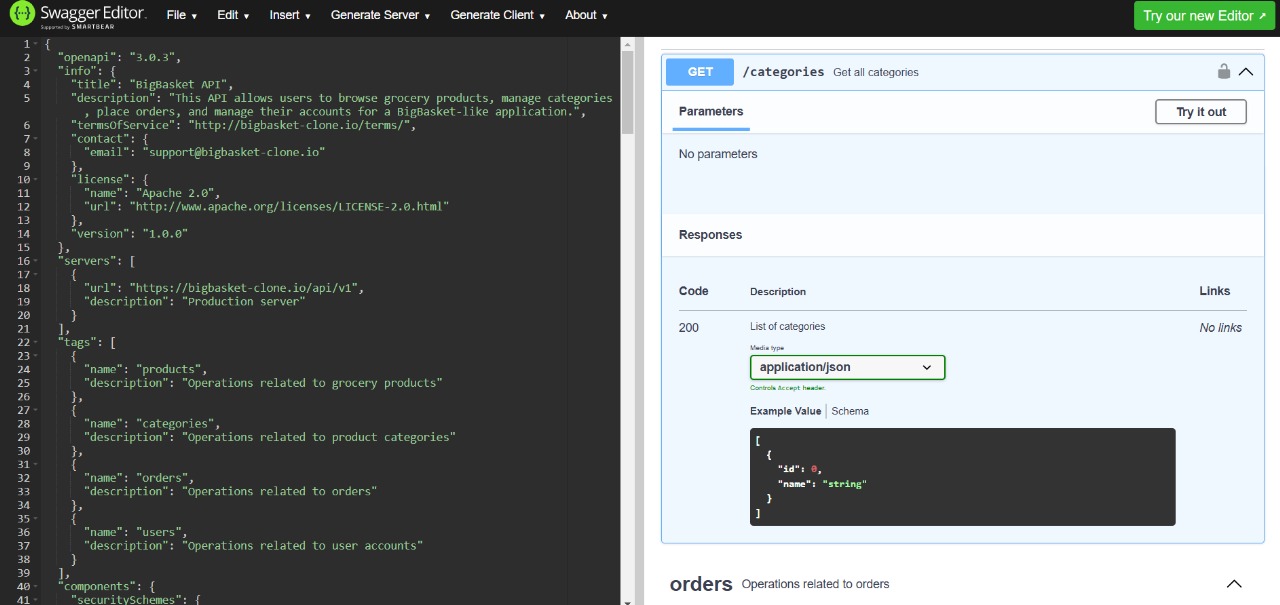 Swagger Editor
Supported by SMARTBEAR
File ▾ Edit ▾ Insert ▾ Generate Server ▾ Generate Client ▾ About ▾
Try our new Editor ↗
1 {
2 "openapi": "3.0.3",
3 "info": {
4 "title": "BigBasket API",
5 "description": "This API allows users to browse grocery products, manage categories
, place orders, and manage their accounts for a BigBasket-like application.",
6 "termsOfService": "http://bigbasket-clone.io/terms/",
7 "contact": {
8 "email": "support@bigbasket-clone.io"
9 },
10 "license": {
11 "name": "Apache 2.0",
12 "url": "http://www.apache.org/licenses/LICENSE-2.0.html"
13 },
14 "version": "1.0.0"
15 },
16 "servers": [
17 {
18 "url": "https://bigbasket-clone.io/api/v1",
19 "description": "Production server"
20 }
21 ],
22 "tags": [
23 {
24 "name": "products",
25 "description": "Operations related to grocery products"
26 },
27 {
28 "name": "categories",
29 "description": "Operations related to product categories"
30 },
31 {
32 "name": "orders",
33 "description": "Operations related to orders"
34 },
35 {
36 "name": "users",
37 "description": "Operations related to user accounts"
38 }
39 ],
40 "components": {
41 "securitySchemes": {
GET /categories Get all categories
Parameters
Try it out
No parameters
Responses
Code Description Links
200 List of categories No links
Media type
application/json
Controls Accept header.
Example Value Schema
[
{
"id": 0,
"name": "string"
}
]
orders Operations related to orders